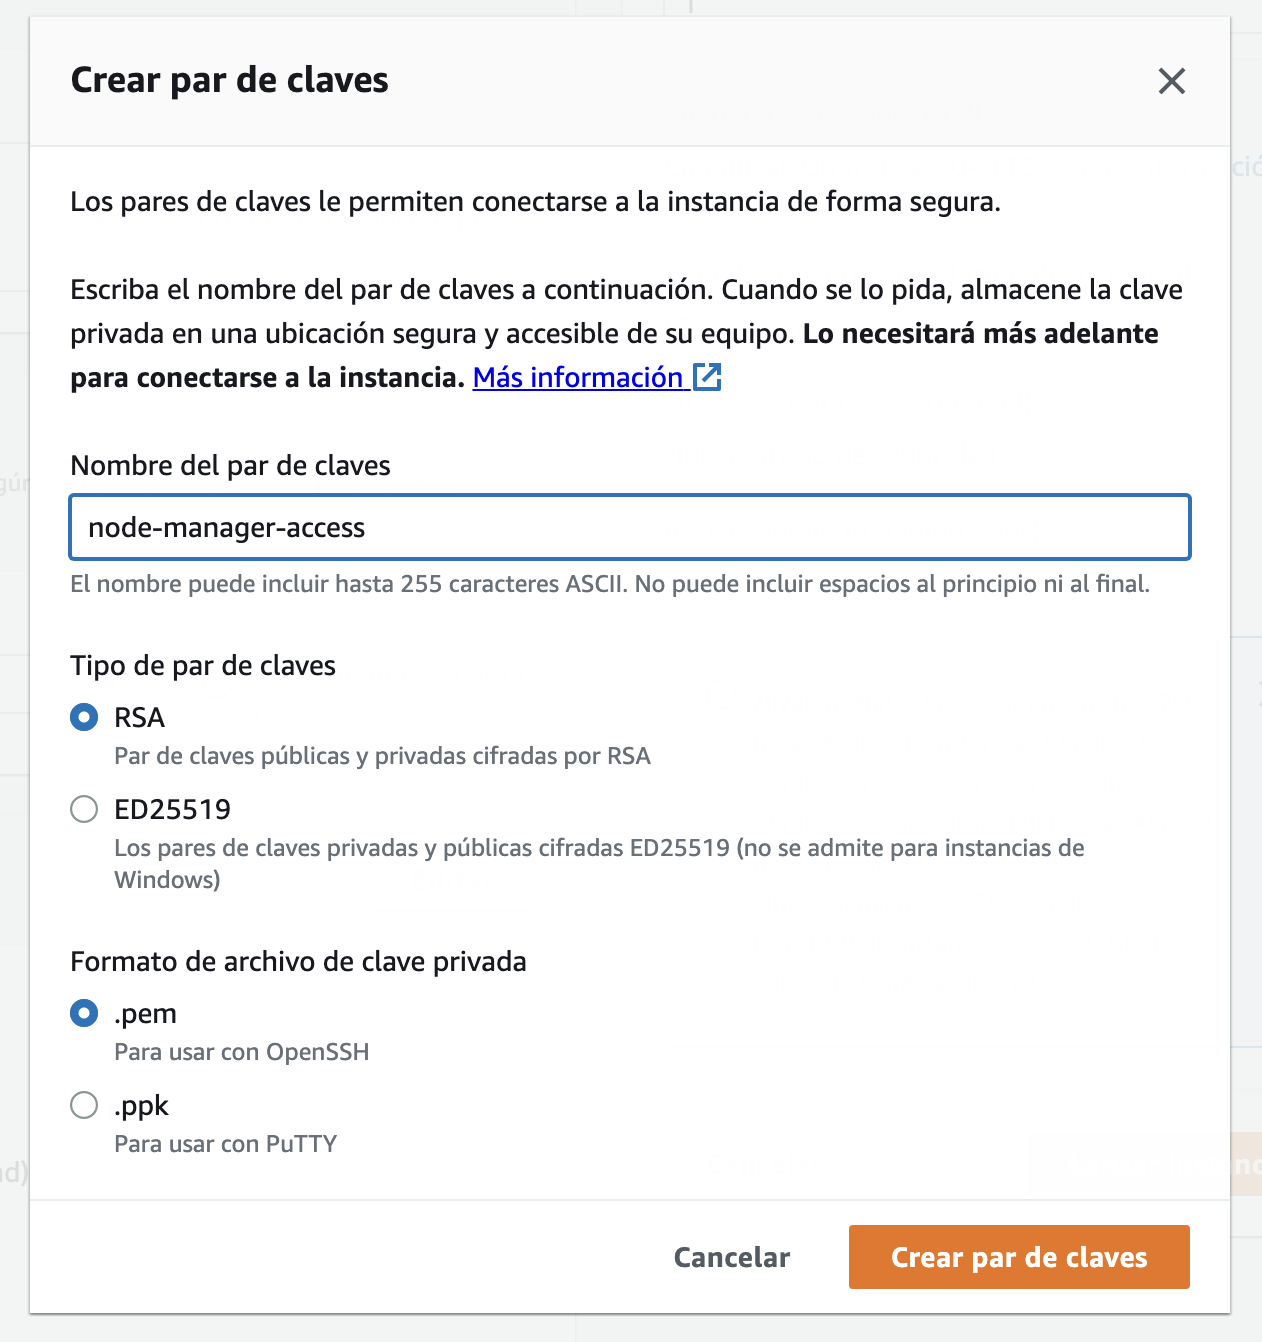 Crear par de claves
Los pares de claves le permiten conectarse a la instancia de forma segura.
Escriba el nombre del par de claves a continuación. Cuando se lo pida, almacene la clave
privada en una ubicación segura y accesible de su equipo. Lo necesitará más adelante
para conectarse a la instancia. Más información
Nombre del par de claves
node-manager-access
El nombre puede incluir hasta 255 caracteres ASCII. No puede incluir espacios al principio ni al final.
Tipo de par de claves
RSA
Par de claves públicas y privadas cifradas por RSA
ED25519
Los pares de claves privadas y públicas cifradas ED25519 (no se admite para instancias de
Windows)
Formato de archivo de clave privada
.pem
Para usar con OpenSSH
.ppk
Para usar con PuTTY
Cancelar
Crear par de claves